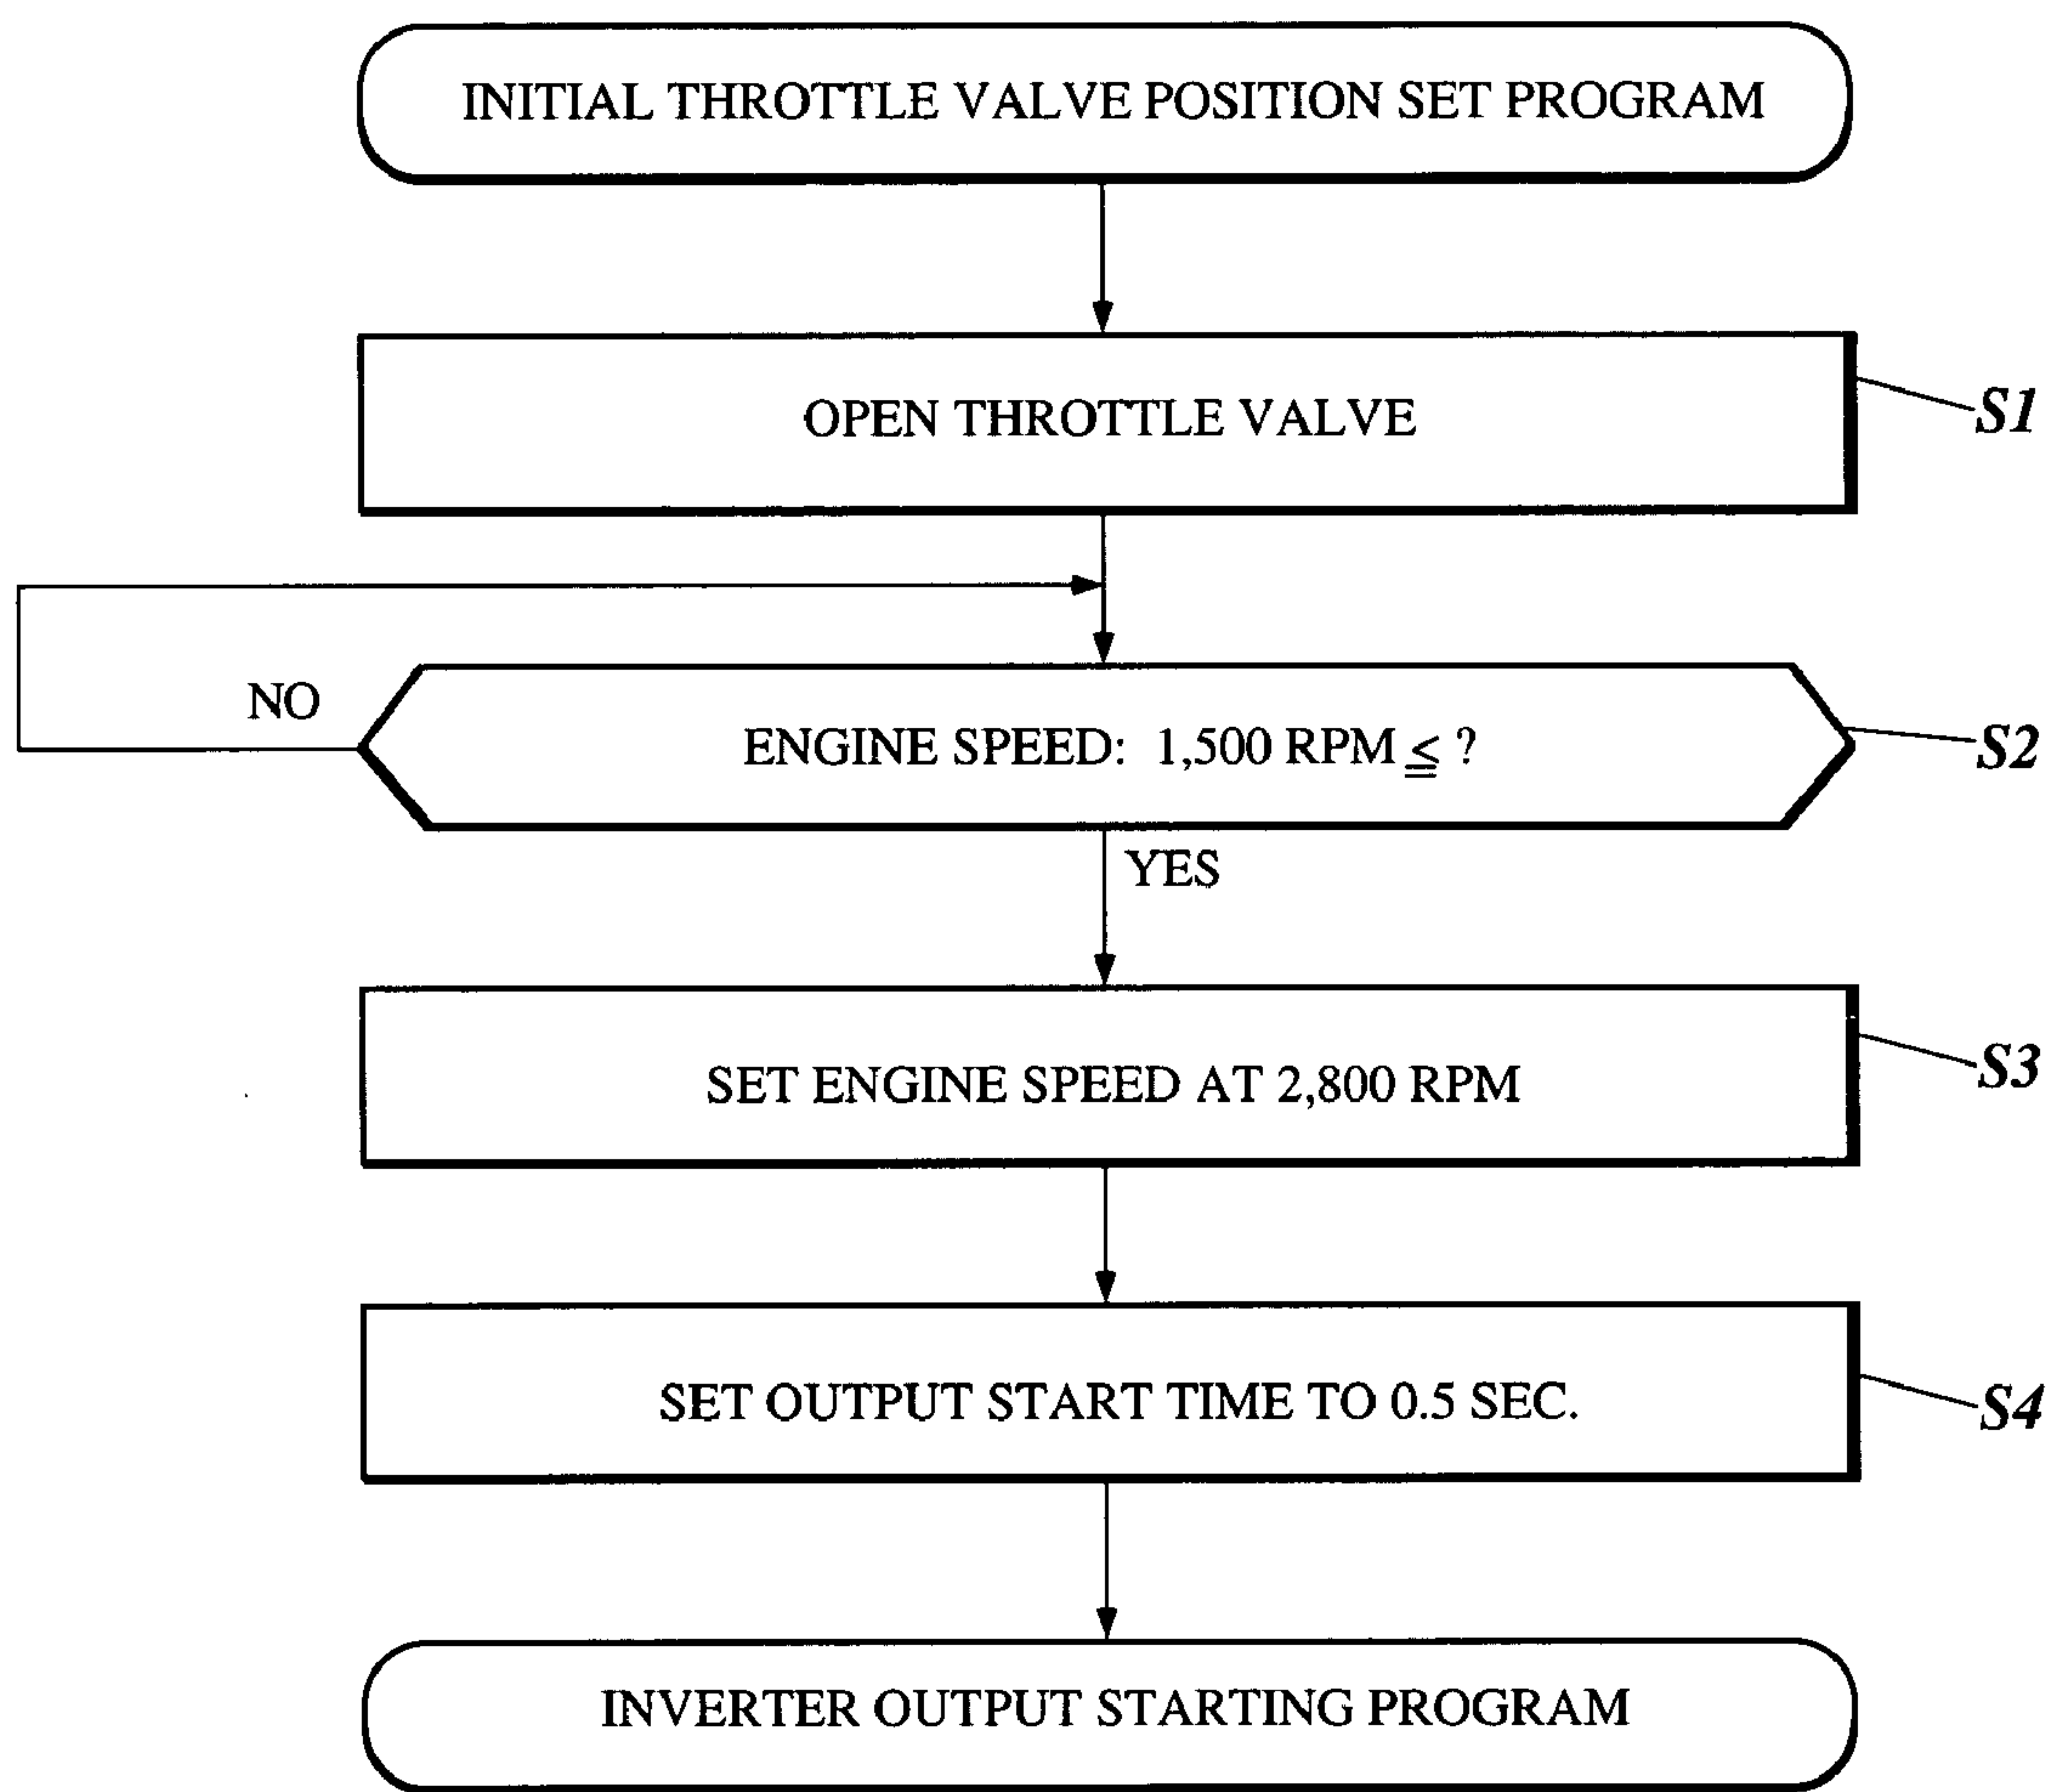 INITIAL THROTTLE VALVE POSITION SET PROGRAM
OPEN THROTTLE VALVE
S1
NO
ENGINE SPEED: 1,500 RPM ≦ ?
S2
YES
SET ENGINE SPEED AT 2,800 RPM
S3
SET OUTPUT START TIME TO 0.5 SEC.
S4
INVERTER OUTPUT STARTING PROGRAM